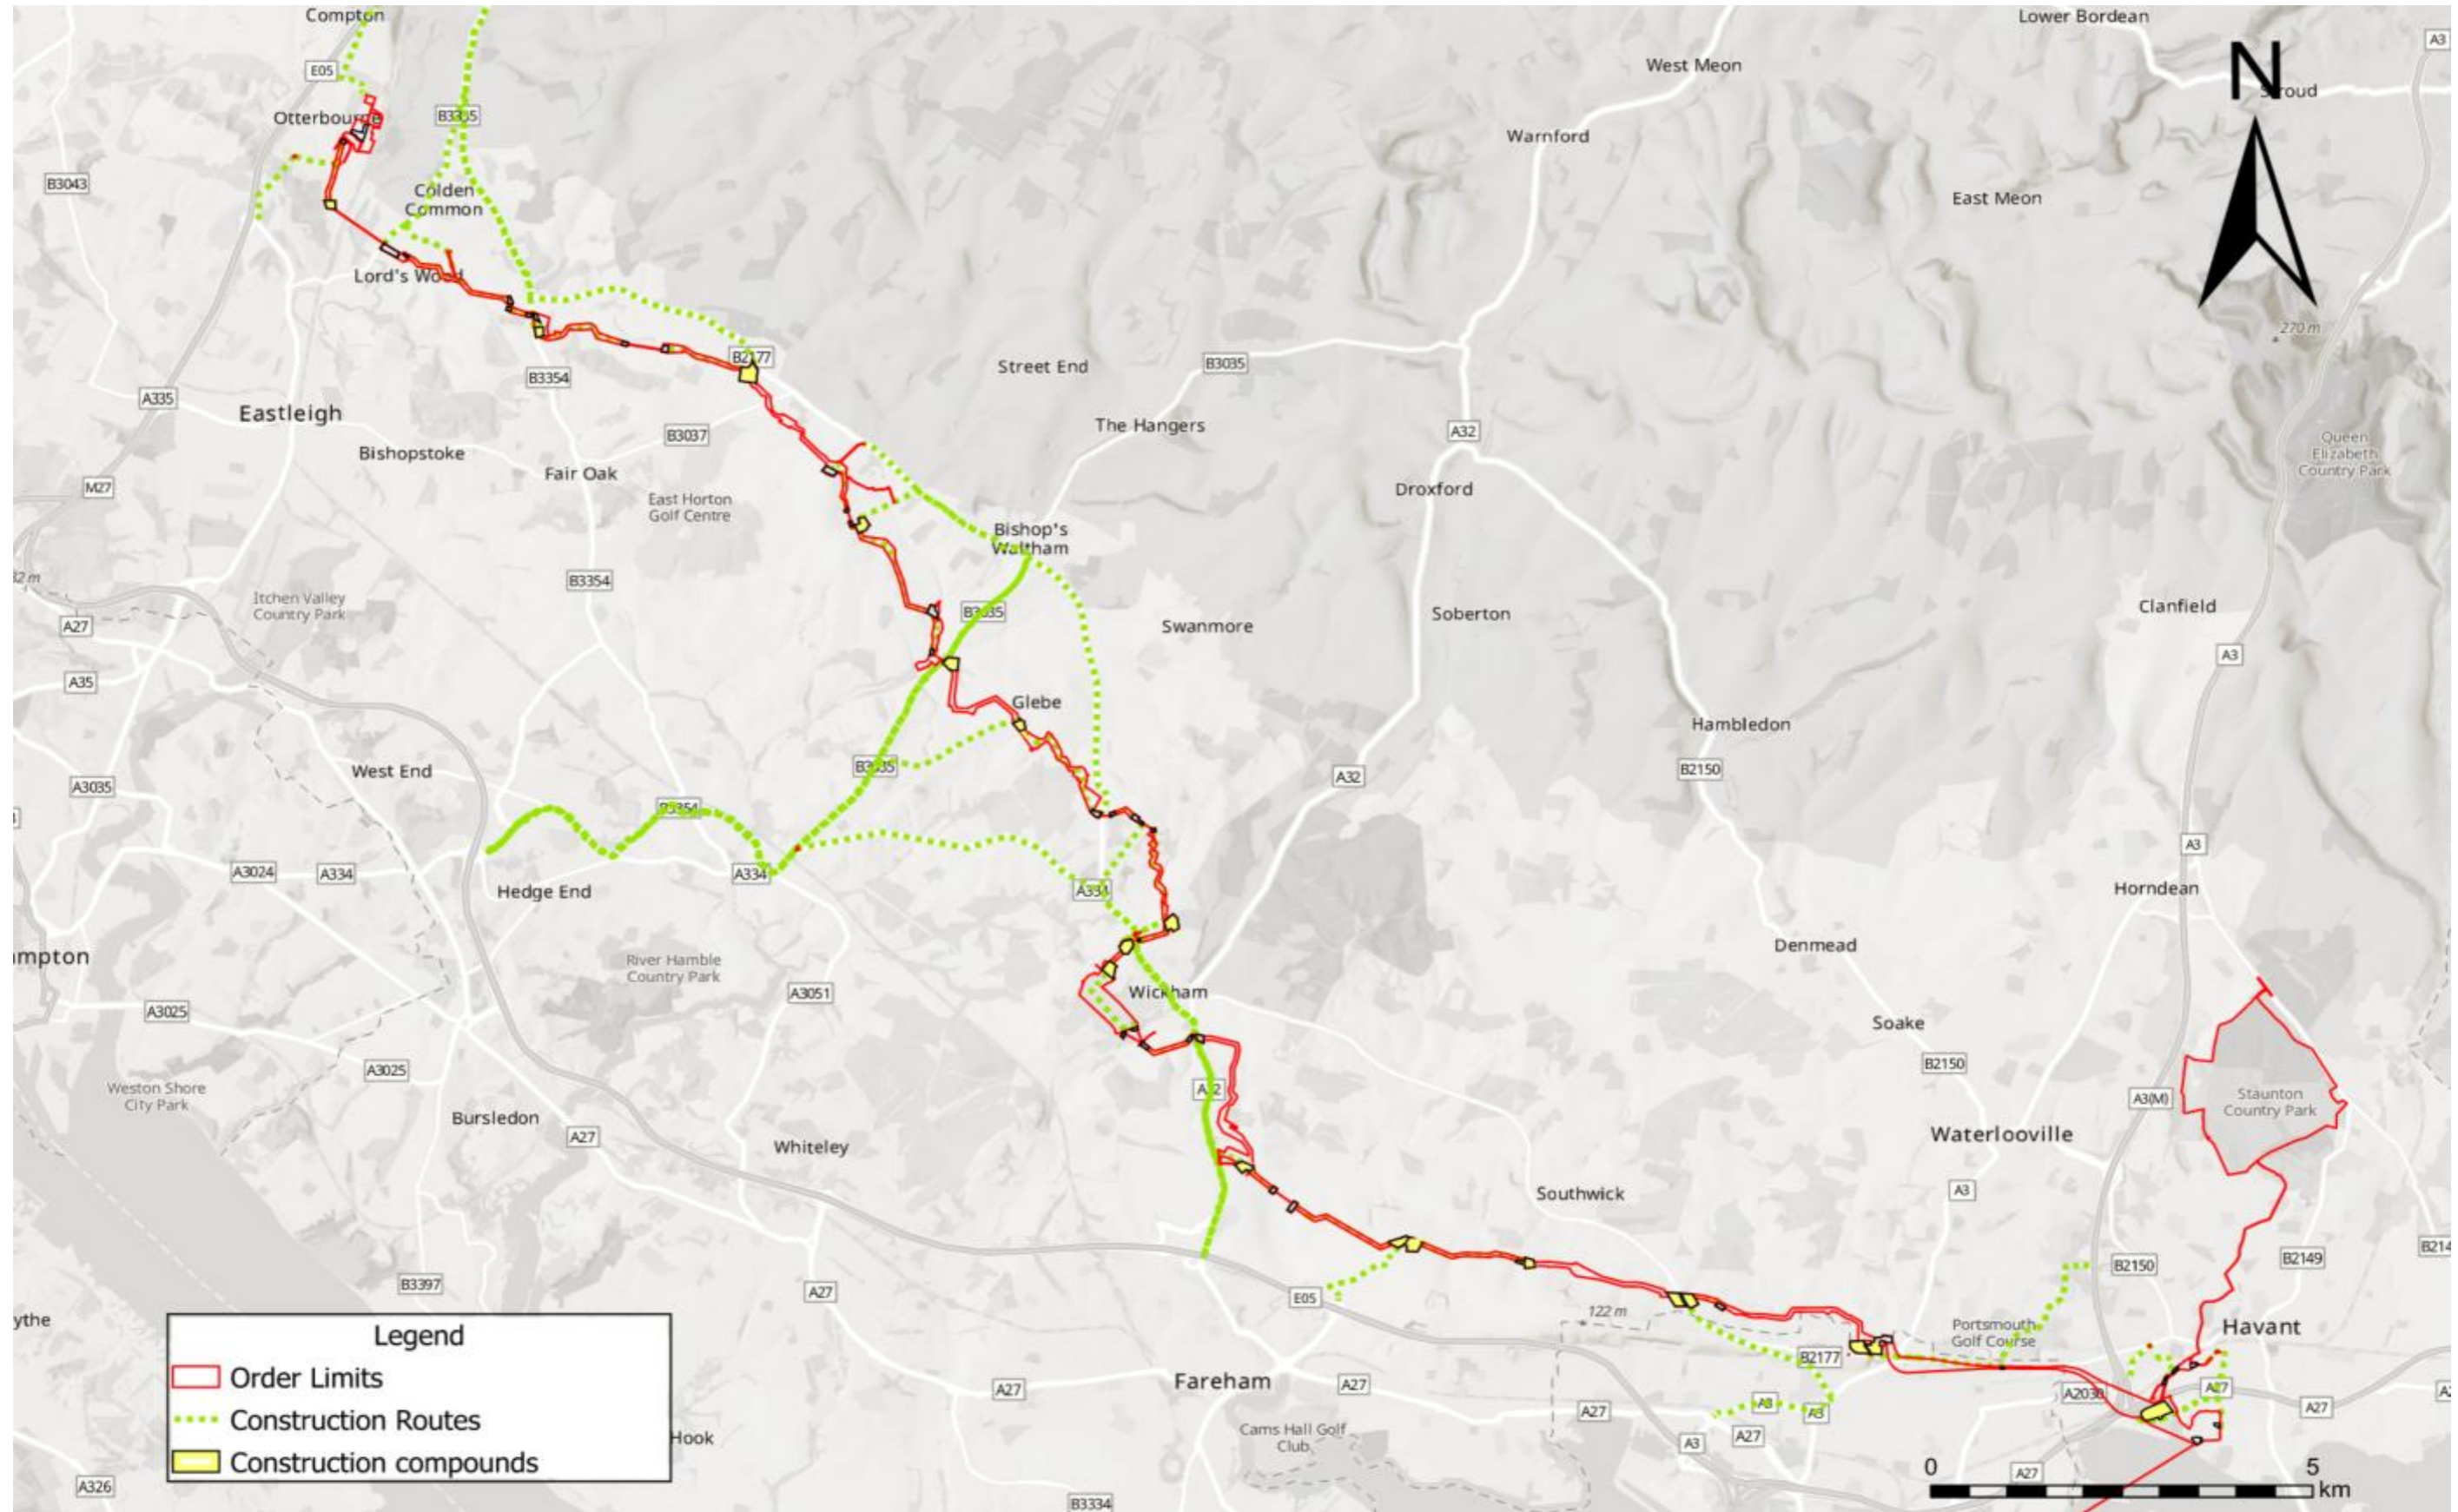 Compton
Lower Bordean
A3
West Meon
E05
N
Otterbourne
Warnford
B3043
Colden
Common
East Meon
Lord's Wood
270 m
B2177
Street End
B3035
B3354
A335
Eastleigh
The Hangers
A32
B3037
Queen
Elizabeth
Country Park
Bishopstoke
Fair Oak
M27
East Horton
Golf Centre
Droxford
Bishop's
Waltham
B3354
Itchen Valley
Country Park
Clanfield
Soberton
A27
Swanmore
A3
A35
Glebe
Hambledon
West End
B2150
A32
A3035
A3
A3024
A334
A334
Hedge End
Horndean
Denmead
River Hamble
Country Park
Wickham
A3051
A3025
Soake
B2150
A3025
Weston Shore
City Park
Staunton
Country Park
A3(M)
Bursledon
A27
Whiteley
Waterlooville
Southwick
A3
B2149
B2150
B3397
A27
E05
122 m
Portsmouth
Golf Course
Havant
Legend
Order Limits
Construction Routes
Construction compounds
B2177
Fareham
A27
A27
A2030
A27
A27
A3
A3
A27
A3
A27
Cams Hall Golf
Club
Hook
0
5
km
A27
A326
B3334